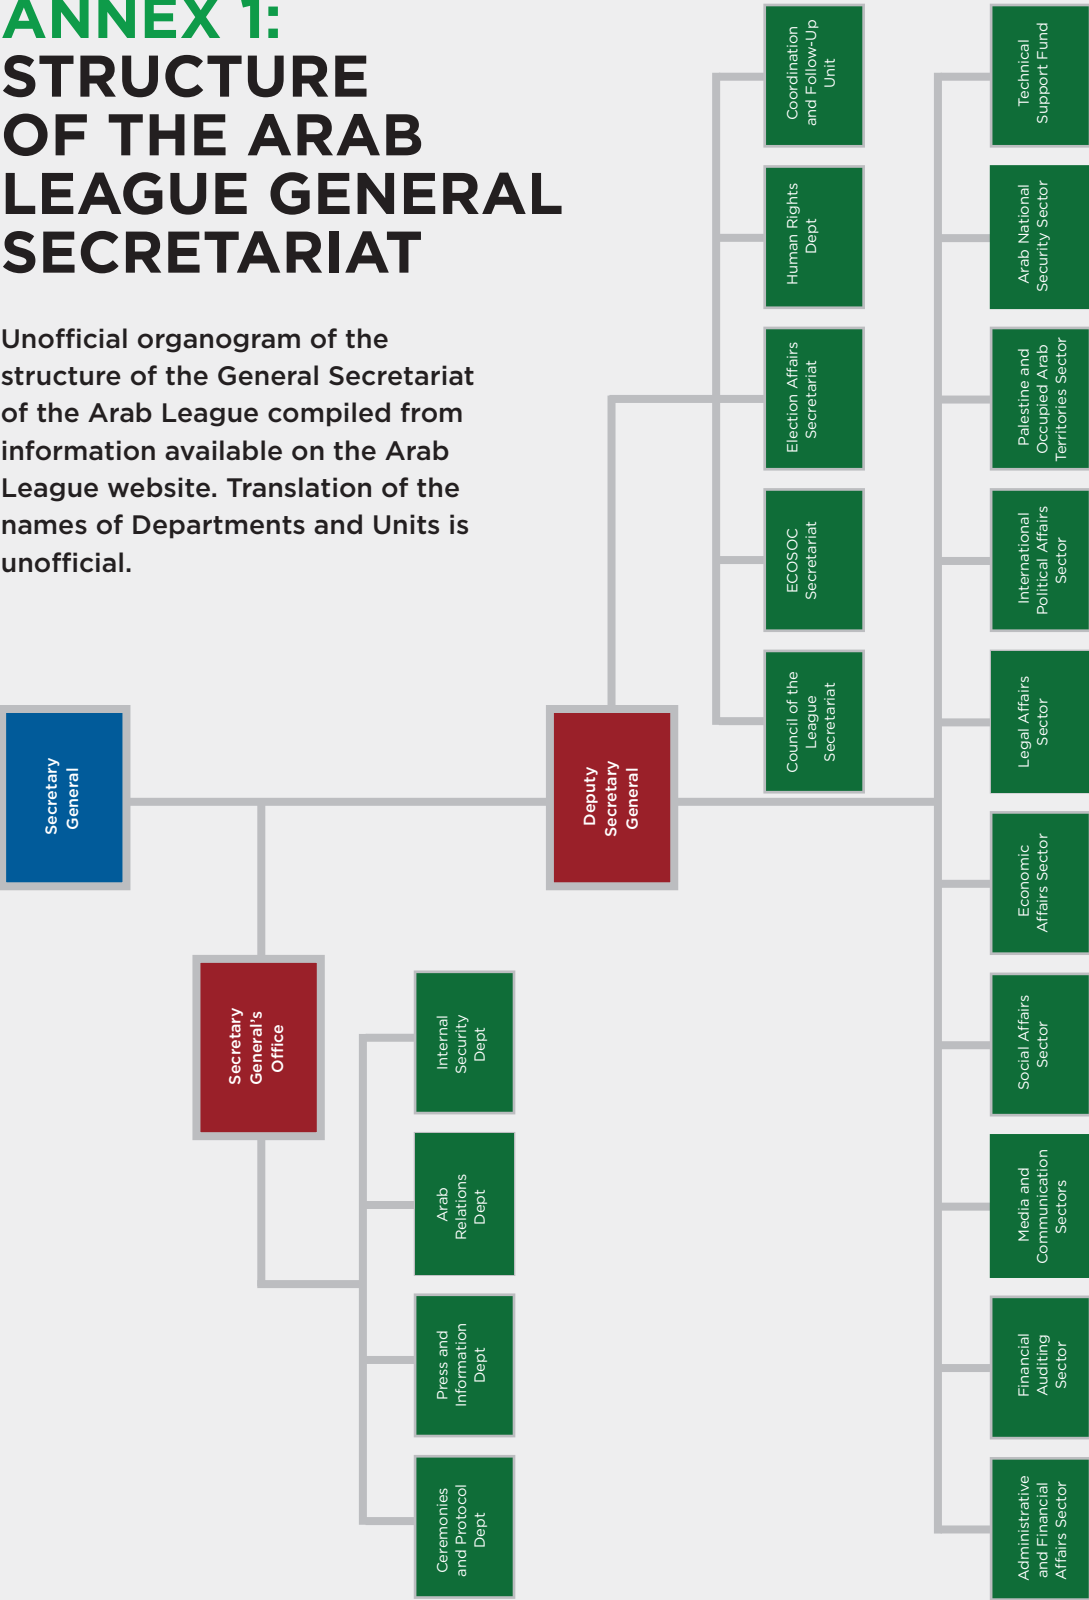 ANNEX 1:
STRUCTURE
OF THE ARAB
LEAGUE GENERAL
SECRETARIAT
Unofficial organogram of the
structure of the General Secretariat
of the Arab League compiled from
information available on the Arab
League website. Translation of the
names of Departments and Units is
unofficial.
Secretary
General
Secretary
General’s
Office
Ceremonies
and Protocol
Dept
Press and
Information
Dept
Arab
Relations
Dept
Internal
Security
Dept
Deputy
Secretary
General
Council of the
League
Secretariat
ECOSOC
Secretariat
Election Affairs
Secretariat
Human Rights
Dept
Coordination
and Follow-Up
Unit
Administrative
and Financial
Affairs Sector
Financial
Auditing
Sector
Media and
Communication
Sectors
Social Affairs
Sector
Economic
Affairs Sector
Legal Affairs
Sector
International
Political Affairs
Sector
Palestine and
Occupied Arab
Territories Sector
Arab National
Security Sector
Technical
Support Fund